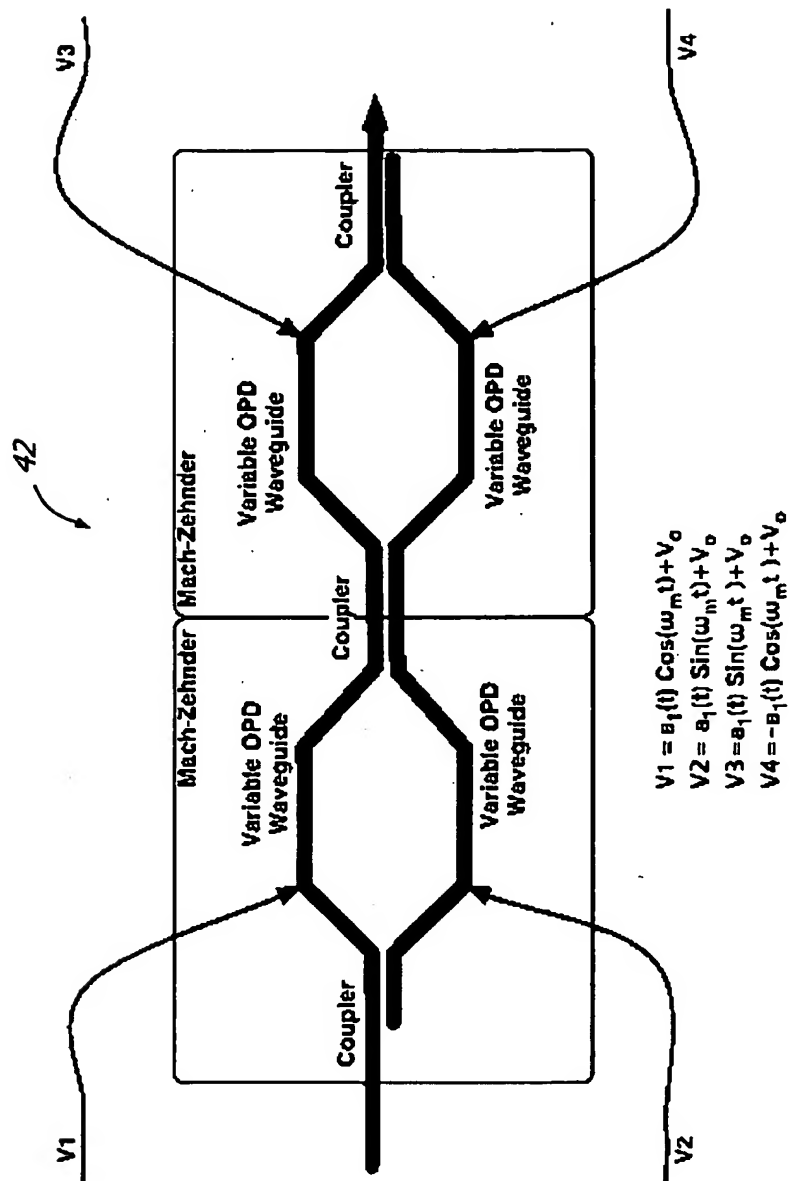 42
V1
V3
Mach-Zehnder
Mach-Zehnder
Variable OPD
Waveguide
Variable OPD
Waveguide
Coupler
Coupler
Coupler
Variable OPD
Waveguide
Variable OPD
Waveguide
V2
V4
V1 = a₁(t) Cos(ωₘt)+Vₒ
V2 = a₁(t) Sin(ωₘt)+Vₒ
V3=a₁(t) Sin(ωₘt )+Vₒ
V4=-a₁(t) Cos(ωₘt )+Vₒ